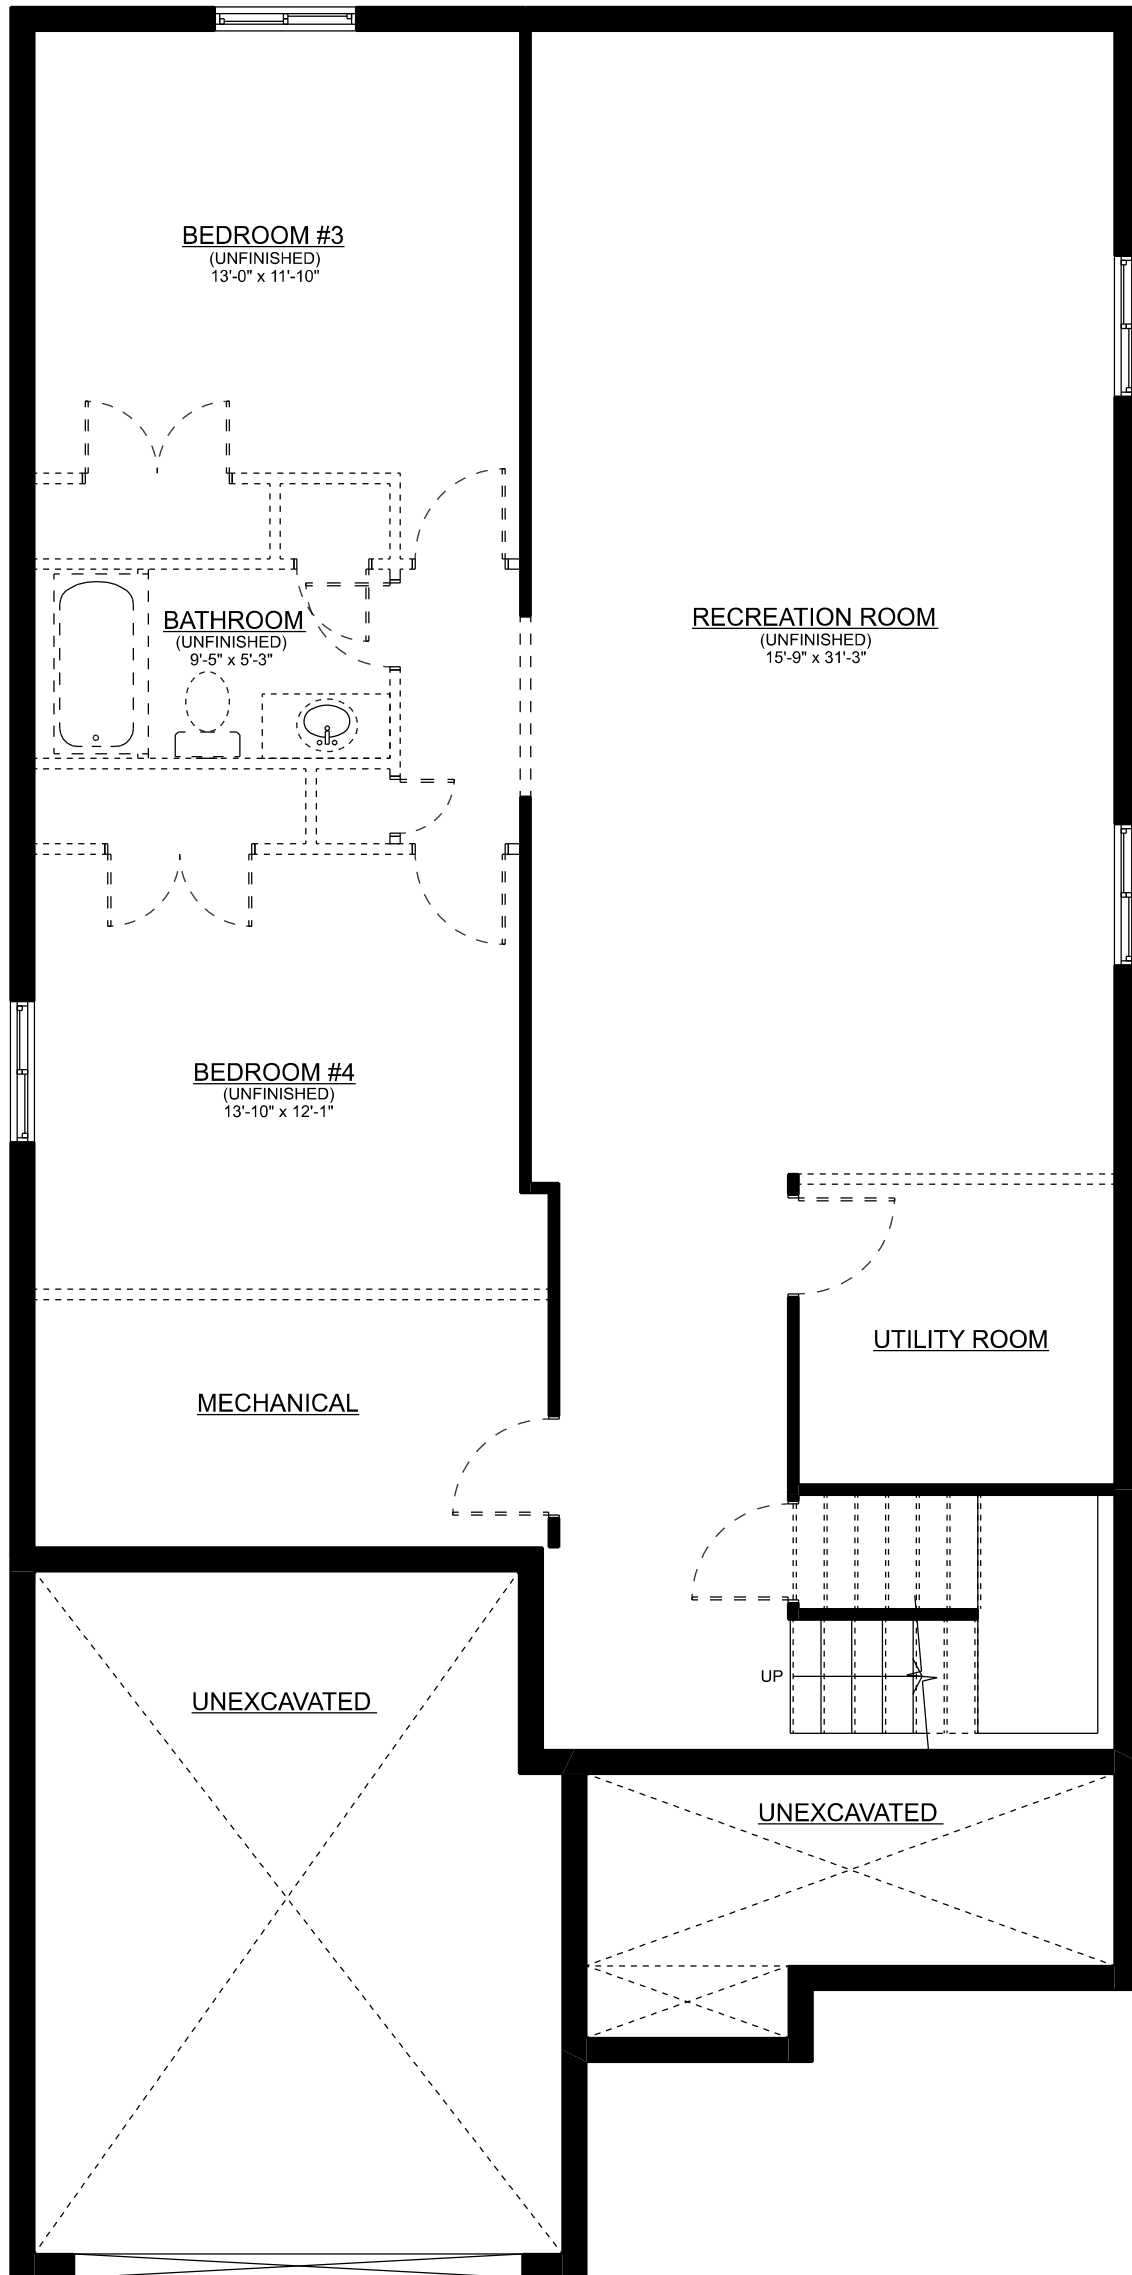 BEDROOM #3
(UNFINISHED)
13'-0" x 11'-10"
BATHROOM
(UNFINISHED)
9'-5" x 5'-3"
RECREATION ROOM
(UNFINISHED)
15'-9" x 31'-3"
BEDROOM #4
(UNFINISHED)
13'-10" x 12'-1"
UTILITY ROOM
MECHANICAL
UP
UNEXCAVATED
UNEXCAVATED